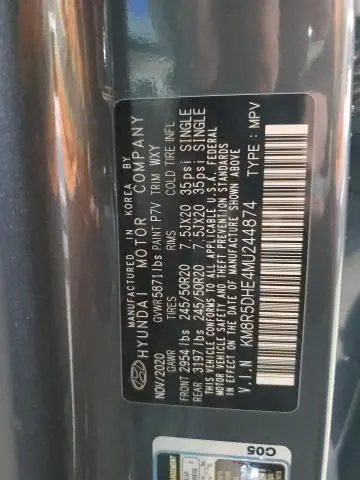 MANUFACTURED IN KOREA BY
HYUNDAI MOTOR COMPANY
NOV/2020 GVWR 5871lbs PAINT P7V TRIM WXY
GAWR TIRES RIMS COLD TIRE INFL
FRONT 2954 lbs 245/50R20 7.5JX20 35psi SINGLE
REAR 3197 lbs 245/50R20 7.5JX20 35psi SINGLE
THIS VEHICLE CONFORMS TO ALL APPLICABLE U.S.A. FEDERAL
MOTOR VEHICLE SAFETY AND THEFT PREVENTION STANDARDS
IN EFFECT ON THE DATE OF MANUFACTURE SHOWN ABOVE.
V.I.N KM8R5DHE4MU244874 TYPE: MPV
C05